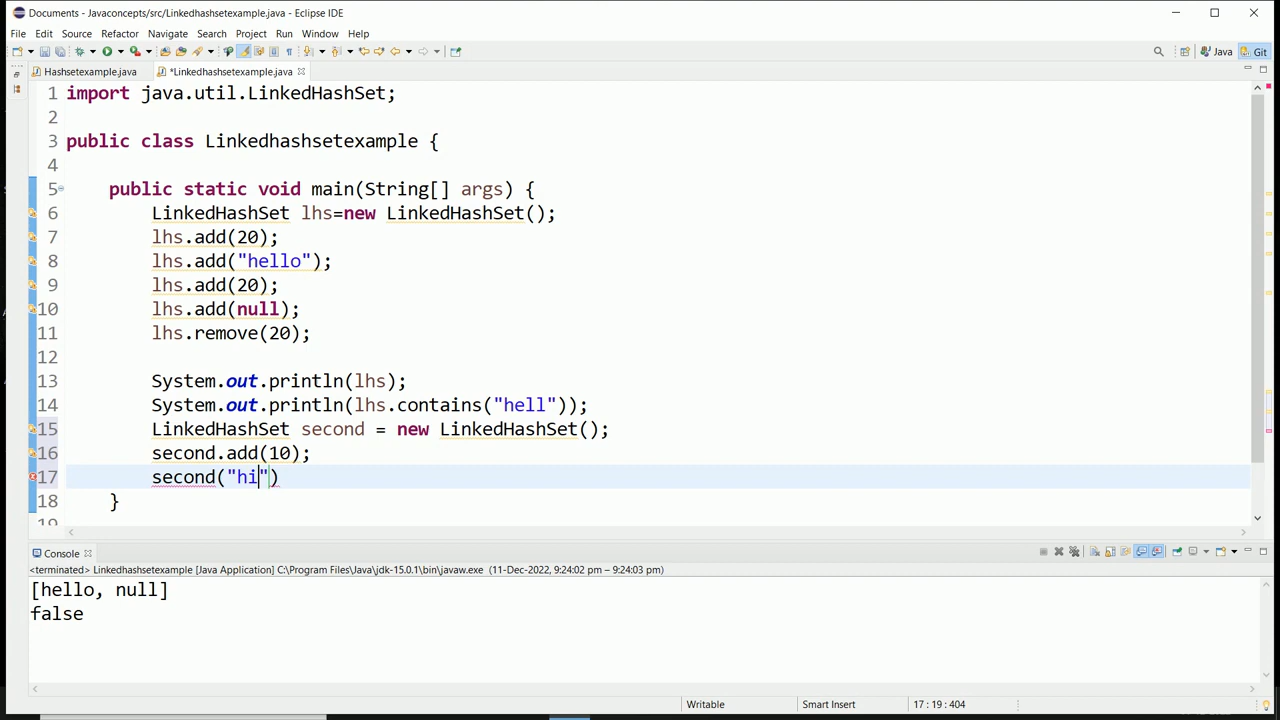 Documents - Javaconcepts/src/Linkedhashsetexample.java - Eclipse IDE
File Edit Source Refactor Navigate Search Project Run Window Help
Java Git
Hashsetexample.java *Linkedhashsetexample.java
1 import java.util.LinkedHashSet;
2
3 public class Linkedhashsetexample {
4
5 public static void main(String[] args) {
6 LinkedHashSet lhs=new LinkedHashSet();
7 lhs.add(20);
8 lhs.add("hello");
9 lhs.add(20);
10 lhs.add(null);
11 lhs.remove(20);
12
13 System.out.println(lhs);
14 System.out.println(lhs.contains("hell"));
15 LinkedHashSet second = new LinkedHashSet();
16 second.add(10);
17 second("hi")
18 }
19
Console
<terminated> Linkedhashsetexample [Java Application] C:\Program Files\Java\jdk-15.0.1\bin\javaw.exe (11-Dec-2022, 9:24:02 pm – 9:24:03 pm)
[hello, null]
false
Writable Smart Insert 17 : 19 : 404